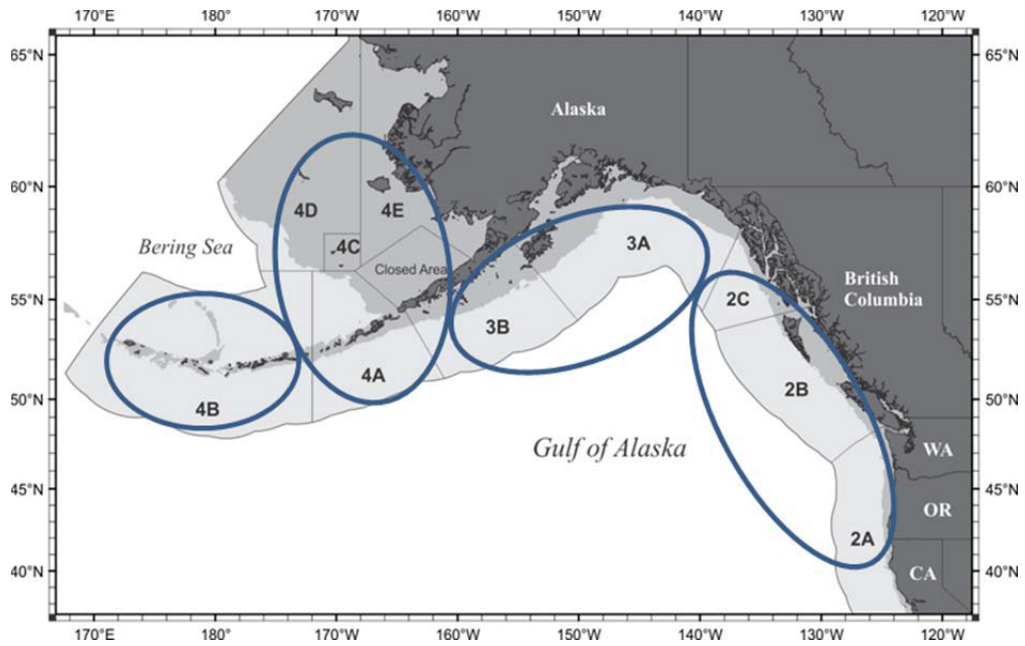 170°E 180° 170°W 160°W 150°W 140°W 130°W 120°W
65°N 65°N
Alaska
60°N 60°N
4D 4E
3A
Bering Sea
.4C
Closed Area
British
Columbia
55°N 55°N
2C
3B
4A
2B
50°N 50°N
4B
Gulf of Alaska
WA
45°N 45°N
OR
2A
CA
40°N 40°N
170°E 180° 170°W 160°W 150°W 140°W 130°W 120°W